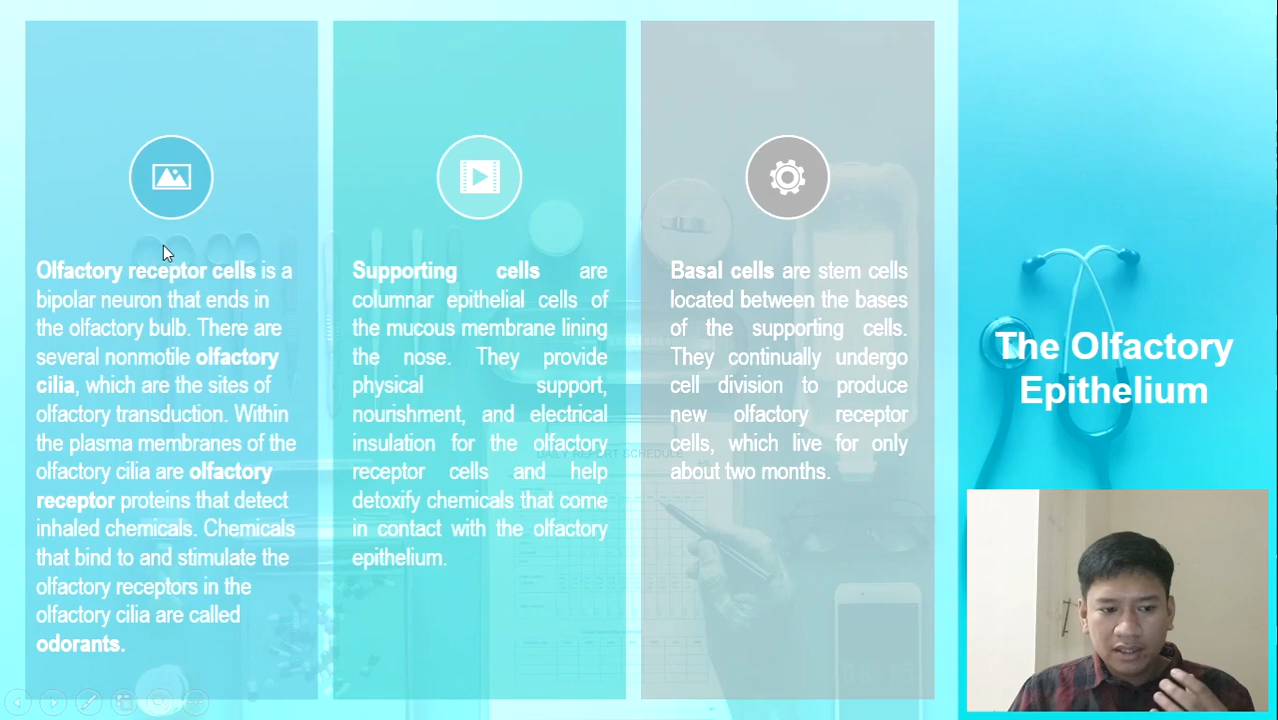 Olfactory receptor cells is a
bipolar neuron that ends in
the olfactory bulb. There are
several nonmotile olfactory
cilia, which are the sites of
olfactory transduction. Within
the plasma membranes of the
olfactory cilia are olfactory
receptor proteins that detect
inhaled chemicals. Chemicals
that bind to and stimulate the
olfactory receptors in the
olfactory cilia are called
odorants.
Supporting cells are
columnar epithelial cells of
the mucous membrane lining
the nose. They provide
physical support,
nourishment, and electrical
insulation for the olfactory
receptor cells and help
detoxify chemicals that come
in contact with the olfactory
epithelium.
Basal cells are stem cells
located between the bases
of the supporting cells.
They continually undergo
cell division to produce
new olfactory receptor
cells, which live for only
about two months.
The Olfactory
Epithelium
DAILY REPORT SCHEDULE